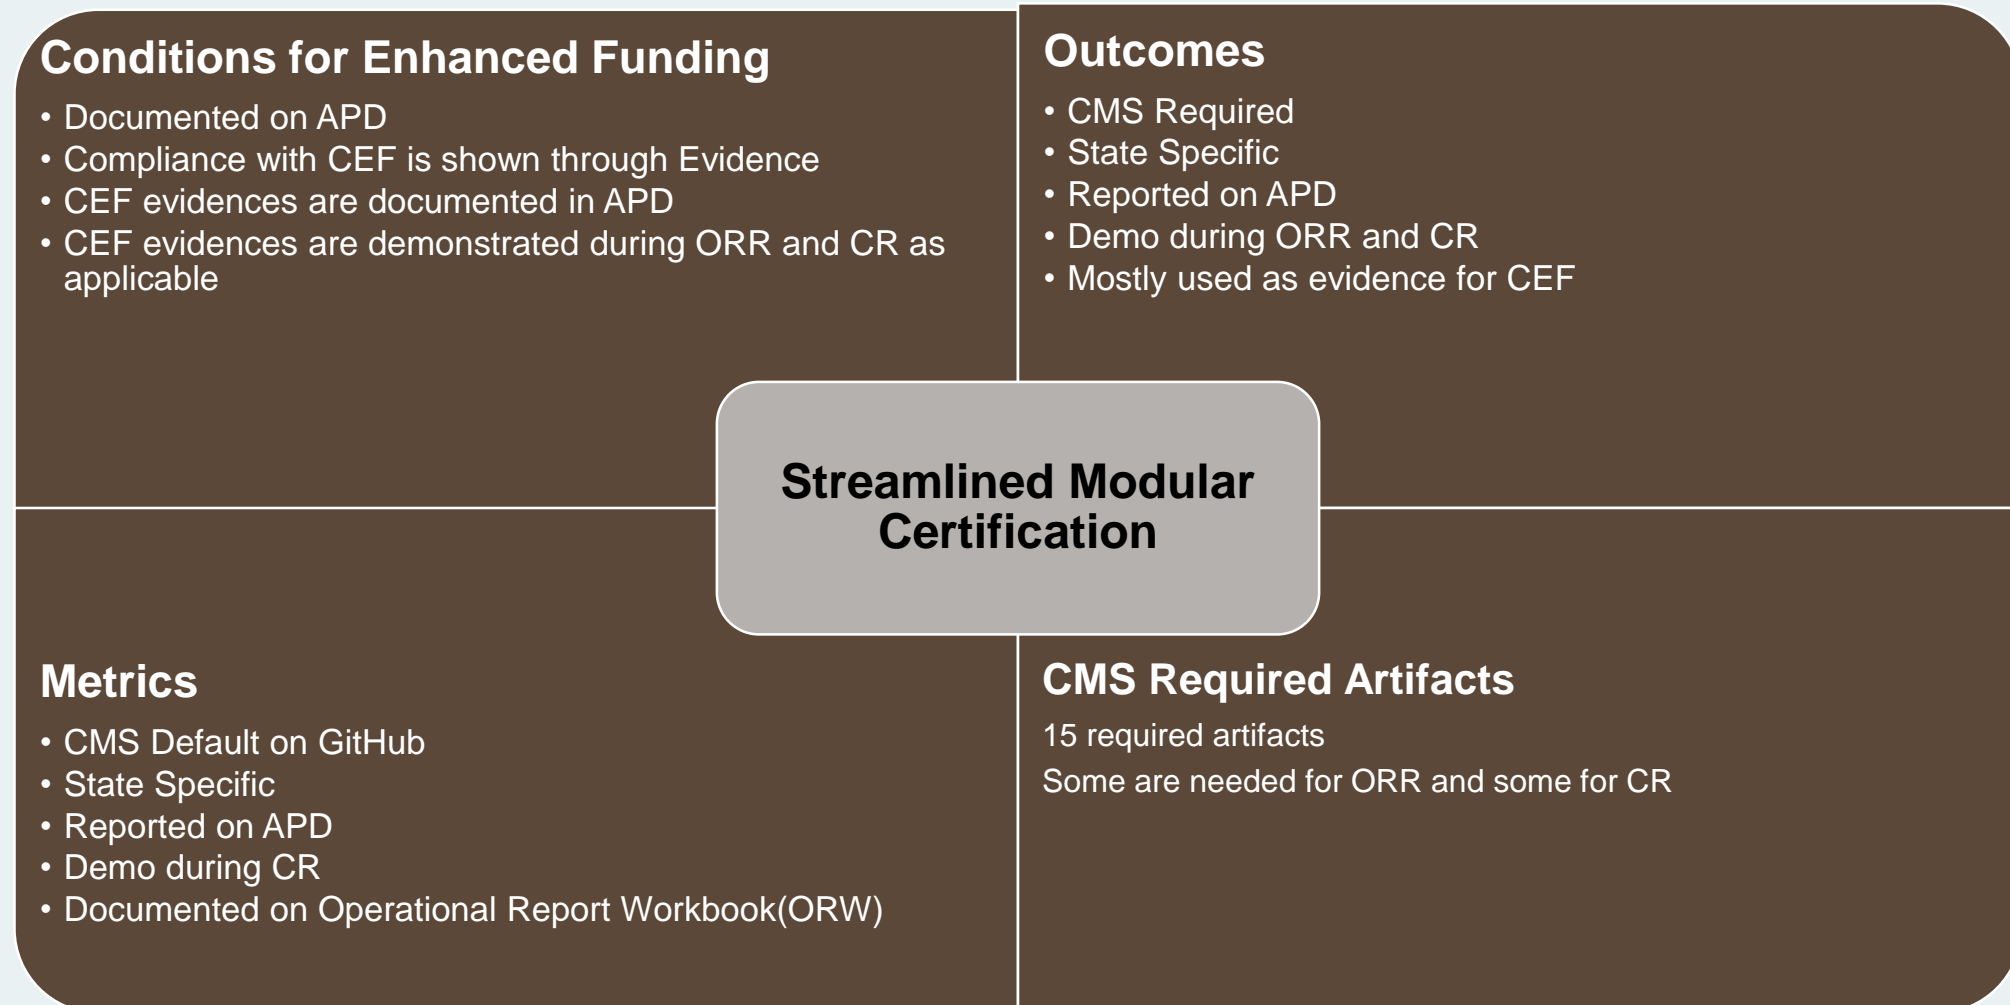 Conditions for Enhanced Funding
• Documented on APD
• Compliance with CEF is shown through Evidence
• CEF evidences are documented in APD
• CEF evidences are demonstrated during ORR and CR as
applicable
Outcomes
• CMS Required
• State Specific
• Reported on APD
• Demo during ORR and CR
• Mostly used as evidence for CEF
Streamlined Modular
Certification
Metrics
• CMS Default on GitHub
• State Specific
• Reported on APD
• Demo during CR
• Documented on Operational Report Workbook(ORW)
CMS Required Artifacts
15 required artifacts
Some are needed for ORR and some for CR